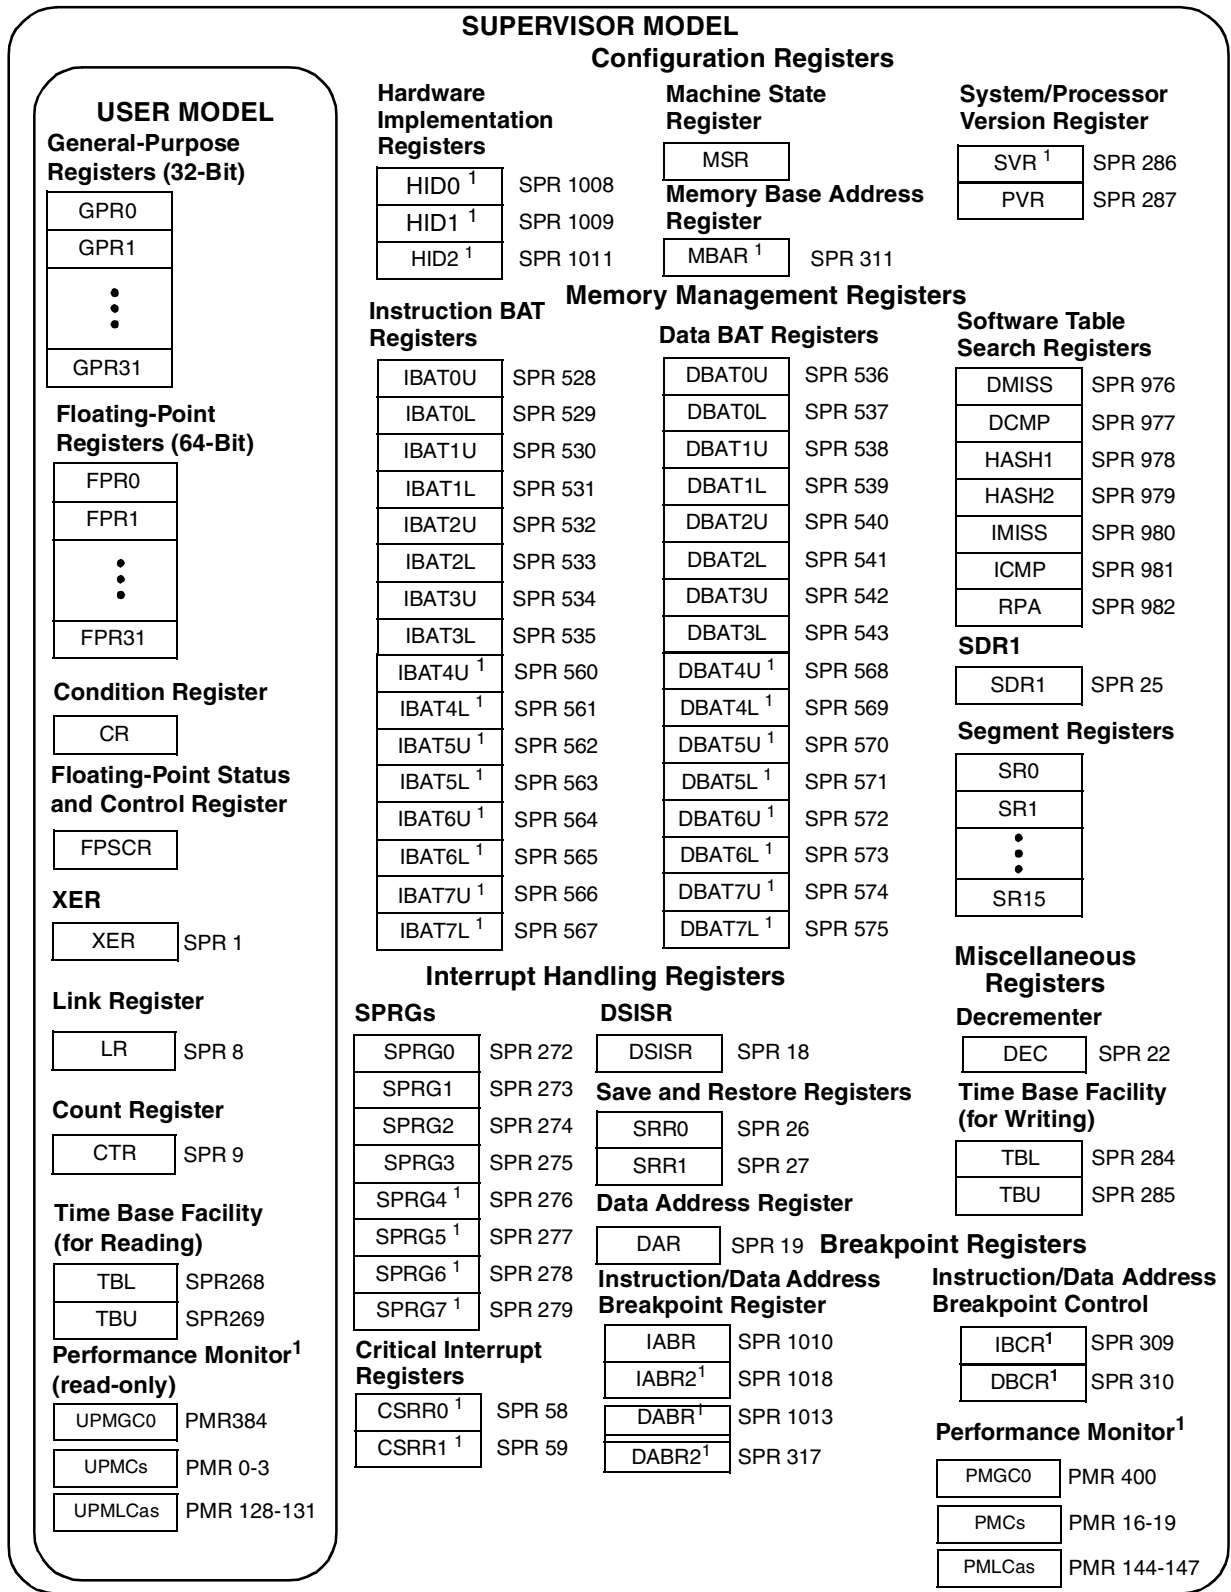 SUPERVISOR MODEL
Configuration Registers
USER MODEL
General-Purpose
Registers (32-Bit)
GPR0
GPR1
GPR31
Floating-Point
Registers (64-Bit)
FPR0
FPR1
FPR31
Condition Register
CR
Floating-Point Status
and Control Register
FPSCR
XER
XER SPR 1
Link Register
LR SPR 8
Count Register
CTR SPR 9
Time Base Facility
(for Reading)
TBL SPR268
TBU SPR269
Performance Monitor1
(read-only)
UPMGC0 PMR384
UPMCs PMR 0-3
UPMLCas PMR 128-131
Hardware
Implementation
Registers
HID0 1 SPR 1008
HID1 1 SPR 1009
HID2 1 SPR 1011
Machine State
Register
MSR
Memory Base Address
Register
MBAR 1 SPR 311
System/Processor
Version Register
SVR 1 SPR 286
PVR SPR 287
Memory Management Registers
Instruction BAT
Registers
IBAT0U SPR 528
IBAT0L SPR 529
IBAT1U SPR 530
IBAT1L SPR 531
IBAT2U SPR 532
IBAT2L SPR 533
IBAT3U SPR 534
IBAT3L SPR 535
IBAT4U 1 SPR 560
IBAT4L 1 SPR 561
IBAT5U 1 SPR 562
IBAT5L 1 SPR 563
IBAT6U 1 SPR 564
IBAT6L 1 SPR 565
IBAT7U 1 SPR 566
IBAT7L 1 SPR 567
Data BAT Registers
DBAT0U SPR 536
DBAT0L SPR 537
DBAT1U SPR 538
DBAT1L SPR 539
DBAT2U SPR 540
DBAT2L SPR 541
DBAT3U SPR 542
DBAT3L SPR 543
DBAT4U 1 SPR 568
DBAT4L 1 SPR 569
DBAT5U 1 SPR 570
DBAT5L 1 SPR 571
DBAT6U 1 SPR 572
DBAT6L 1 SPR 573
DBAT7U 1 SPR 574
DBAT7L 1 SPR 575
Software Table
Search Registers
DMISS SPR 976
DCMP SPR 977
HASH1 SPR 978
HASH2 SPR 979
IMISS SPR 980
ICMP SPR 981
RPA SPR 982
SDR1
SDR1 SPR 25
Segment Registers
SR0
SR1
SR15
Interrupt Handling Registers
SPRGs
SPRG0 SPR 272
SPRG1 SPR 273
SPRG2 SPR 274
SPRG3 SPR 275
SPRG4 1 SPR 276
SPRG5 1 SPR 277
SPRG6 1 SPR 278
SPRG7 1 SPR 279
Critical Interrupt
Registers
CSRR0 1 SPR 58
CSRR1 1 SPR 59
DSISR
DSISR SPR 18
Save and Restore Registers
SRR0 SPR 26
SRR1 SPR 27
Data Address Register
DAR SPR 19
Miscellaneous
Registers
Decrementer
DEC SPR 22
Time Base Facility
(for Writing)
TBL SPR 284
TBU SPR 285
Breakpoint Registers
Instruction/Data Address
Breakpoint Register
IABR SPR 1010
IABR21 SPR 1018
DABR1 SPR 1013
DABR21 SPR 317
Instruction/Data Address
Breakpoint Control
IBCR1 SPR 309
DBCR1 SPR 310
Performance Monitor1
PMGC0 PMR 400
PMCs PMR 16-19
PMLCas PMR 144-147